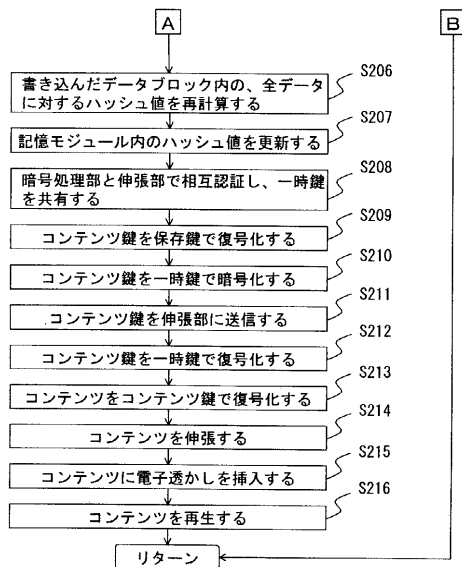 A
B
書き込んだデータブロック内の、全データ
に対するハッシュ値を再計算する
S206
記憶モジュール内のハッシュ値を更新する
S207
暗号処理部と伸張部で相互認証し、一時鍵
を共有する
S208
コンテンツ鍵を保存鍵で復号化する
S209
コンテンツ鍵を一時鍵で暗号化する
S210
コンテンツ鍵を伸張部に送信する
S211
コンテンツ鍵を一時鍵で復号化する
S212
コンテンツをコンテンツ鍵で復号化する
S213
コンテンツを伸張する
S214
コンテンツに電子透かしを挿入する
S215
コンテンツを再生する
S216
リターン